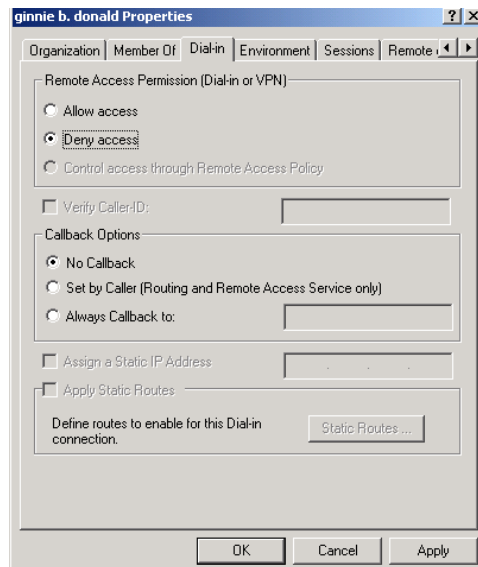 ginnie b. donald Properties
Organization Member Of Dial-in Environment Sessions Remote
Remote Access Permission (Dial-in or VPN)
Allow access
Deny access
Control access through Remote Access Policy
Verify Caller-ID:
Callback Options
No Callback
Set by Caller (Routing and Remote Access Service only)
Always Callback to:
Assign a Static IP Address
Apply Static Routes
Define routes to enable for this Dial-in
connection.
Static Routes ...
OK Cancel Apply